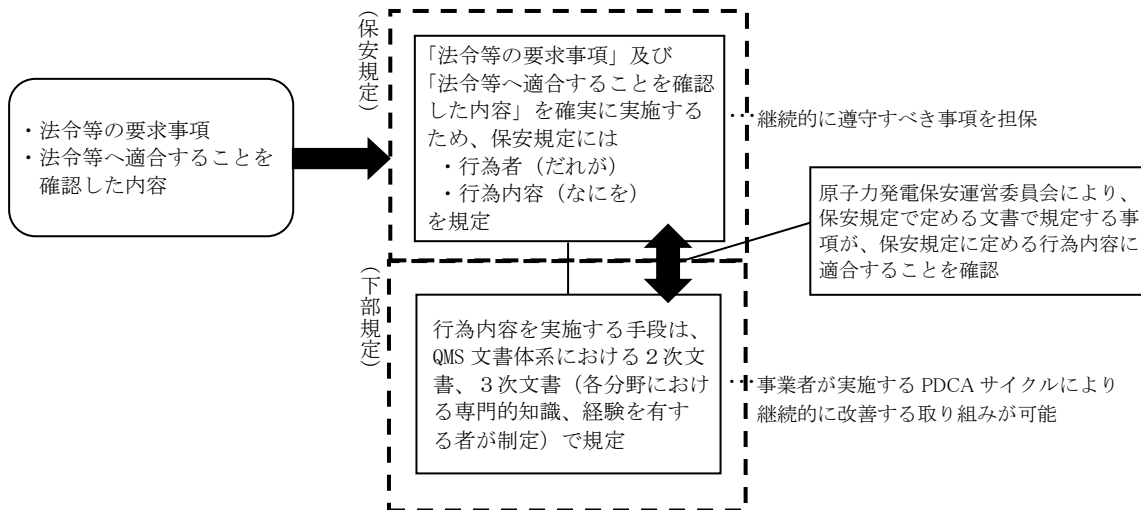 ・法令等の要求事項
・法令等へ適合することを
確認した内容
（保安規定）
「法令等の要求事項」及び
「法令等へ適合することを確認
した内容」を確実に実施する
ため、保安規定には
・行為者（だれが）
・行為内容（なにを）
を規定
…継続的に遵守すべき事項を担保
原子力発電保安運営委員会により、
保安規定で定める文書で規定する事
項が、保安規定に定める行為内容に
適合することを確認
（下部規定）
行為内容を実施する手段は、
QMS 文書体系における２次文
書、３次文書（各分野におけ
る専門的知識、経験を有す
る者が制定）で規定
…事業者が実施する PDCA サイクルにより
継続的に改善する取り組みが可能